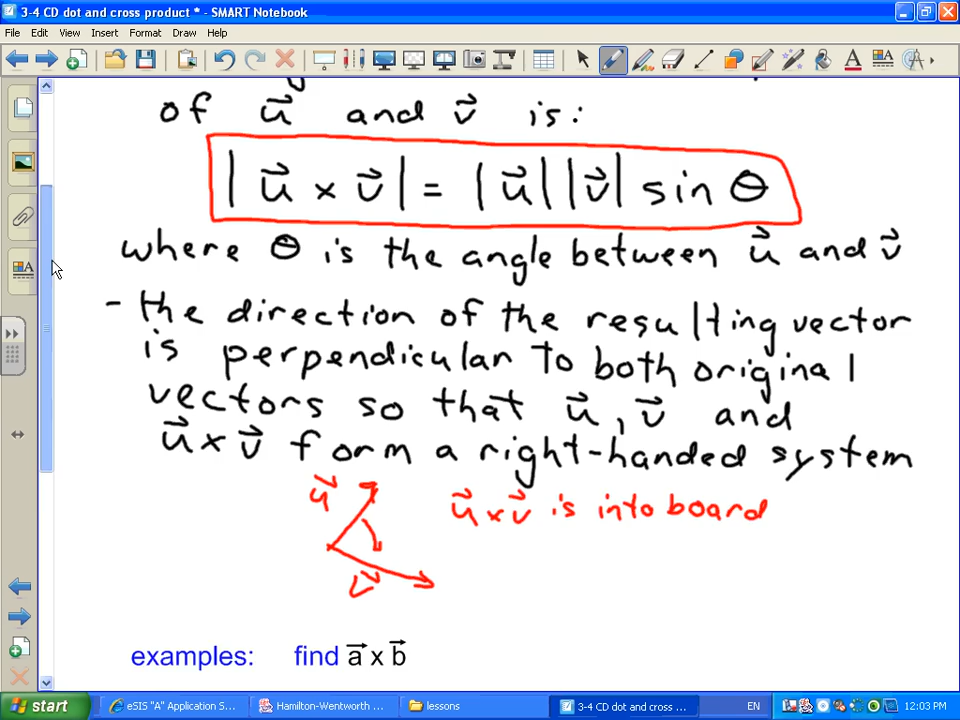 3-4 CD dot and cross product * - SMART Notebook
File Edit View Insert Format Draw Help
of u⃗ and v⃗ is:
|u⃗ × v⃗| = |u⃗||v⃗| sin θ
where θ is the angle between u⃗ and v⃗
- the direction of the resulting vector
is perpendicular to both original
vectors so that u⃗, v⃗ and
u⃗ × v⃗ form a right-handed system
u⃗
u⃗ × v⃗ is into board
v⃗
examples: find a⃗ x b⃗
start eSIS "A" Application S... Hamilton-Wentworth ... lessons 3-4 CD dot and cross ... EN 12:03 PM